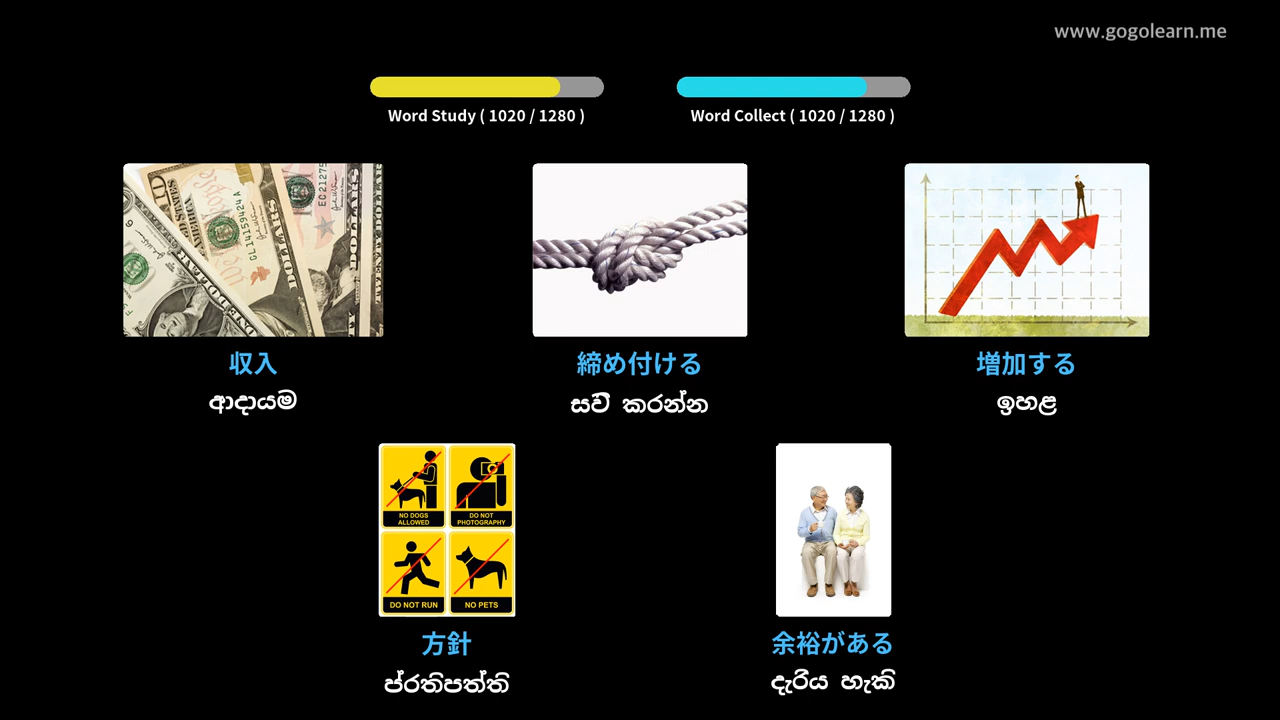 www.gogolearn.me
Word Study ( 1020 / 1280 )
Word Collect ( 1020 / 1280 )
収入
ආදායම
締め付ける
සවි කරන්න
増加する
ඉහළ
NO DOGS
ALLOWED
DO NOT
PHOTOGRAPHY
DO NOT RUN
NO PETS
方針
ප්රතිපත්ති
余裕がある
දැරිය හැකි